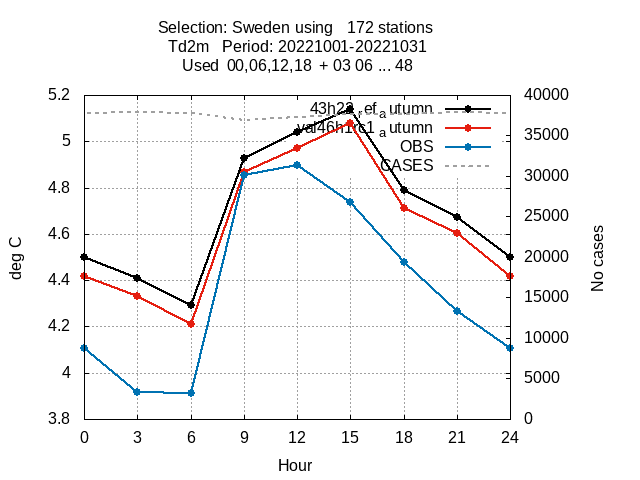 Selection: Sweden using   172 stations
Td2m   Period: 20221001-20221031
Used  00,06,12,18  + 03 06 ... 48
5.2
5
4.8
4.6
4.4
4.2
4
3.8
deg C
40000
35000
30000
25000
20000
15000
10000
5000
0
No cases
OBS
CASES
0 3 6 9 12 15 18 21 24
Hour